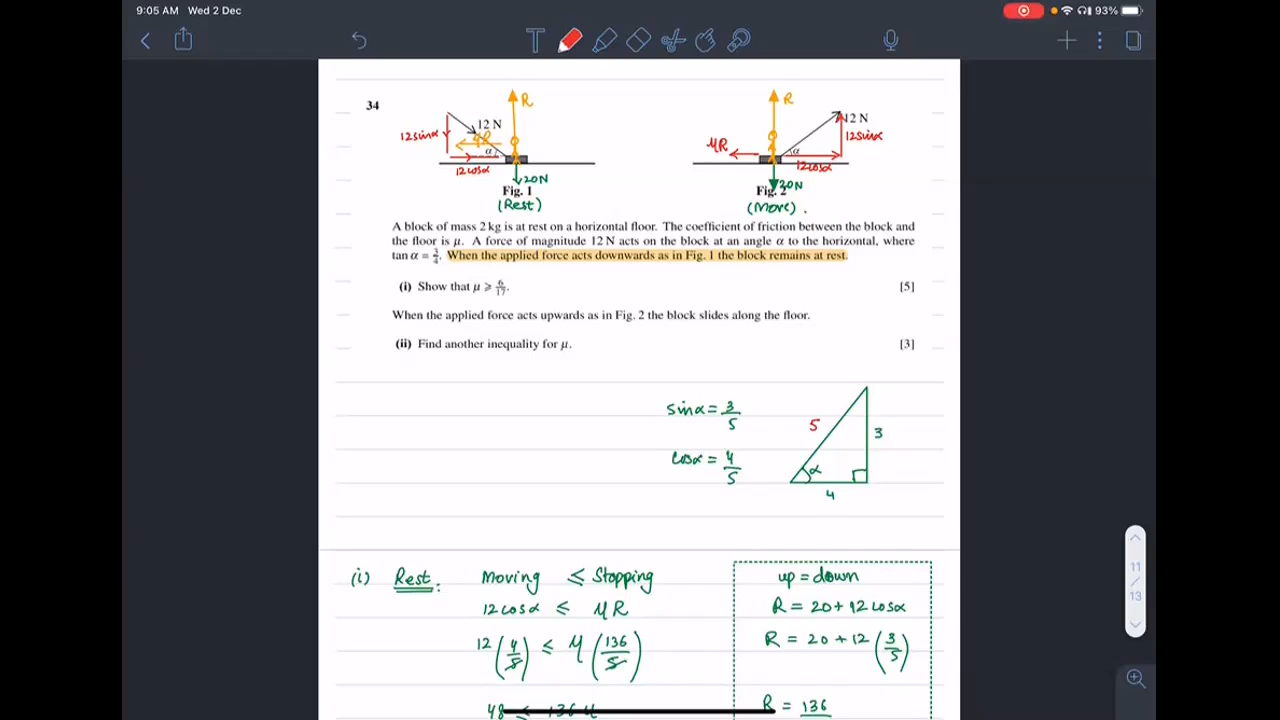 9:05 AM Wed 2 Dec
93%
34
R
12 N
12sinα
μR
α
12cosα
20N
Fig. 1
(Rest)
R
12 N
12sinα
μR
α
12cosα
20N
Fig. 2
(Move).
A block of mass 2 kg is at rest on a horizontal floor. The coefficient of friction between the block and
the floor is μ. A force of magnitude 12 N acts on the block at an angle α to the horizontal, where
tan α = 3/4. When the applied force acts downwards as in Fig. 1 the block remains at rest.
(i) Show that μ ⩾ 6/17. [5]
When the applied force acts upwards as in Fig. 2 the block slides along the floor.
(ii) Find another inequality for μ. [3]
sinα = 3/5
cosα = 4/5
5
3
α
4
(i) Rest. Moving ≤ Stopping
12cosα ≤ μR
12 (4/5) ≤ μ (136/5)
48 ≤ 136μ
up = down
R = 20 + 12cosα
R = 20 + 12 (3/5)
R = 136
11
/
13